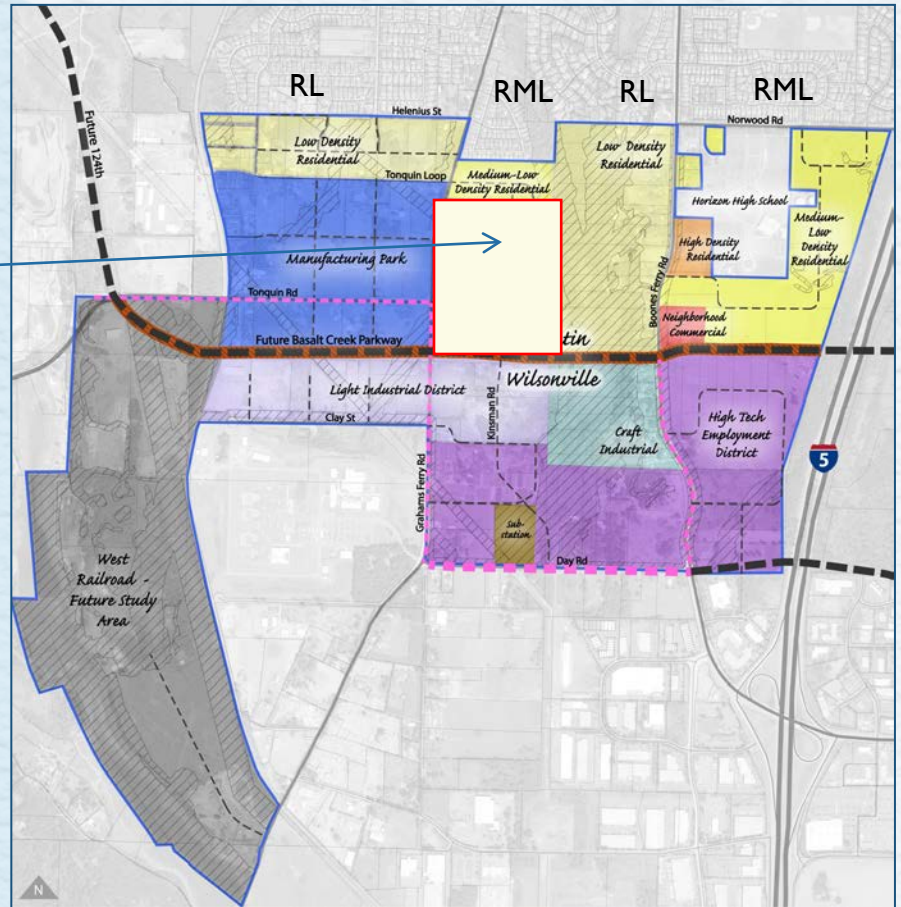 RL
RML
RL
RML
Helenius St
Norwood Rd
Future 124th
Low Density
Residential
Low Density
Residential
Tonquin Loop
Medium-Low
Density Residential
Horizon High School
Medium-
Low
Density
Residential
High Density
Residential
Manufacturing Park
Boones Ferry Rd
Tonquin Rd
Neighborhood
Commercial
Future Basalt Creek Parkway
tin
Wilsonville
Light Industrial District
Kinsman Rd
Clay St
Craft
Industrial
High Tech
Employment
District
5
Grahams Ferry Rd
Sub-
station
Day Rd
West
Railroad -
Future Study
Area
N